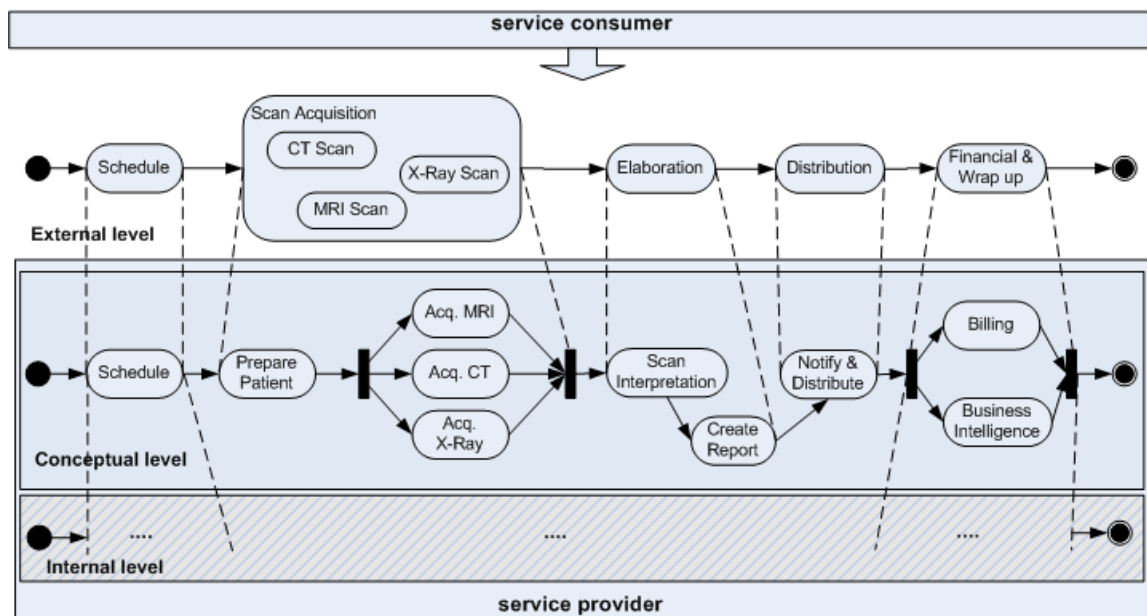 service consumer
Scan Acquisition
CT Scan
X-Ray Scan
MRI Scan
Schedule
Elaboration
Distribution
Financial &
Wrap up
External level
Schedule
Prepare
Patient
Acq. MRI
Acq. CT
Acq.
X-Ray
Scan
Interpretation
Create
Report
Notify &
Distribute
Billing
Business
Intelligence
Conceptual level
....
....
....
Internal level
service provider